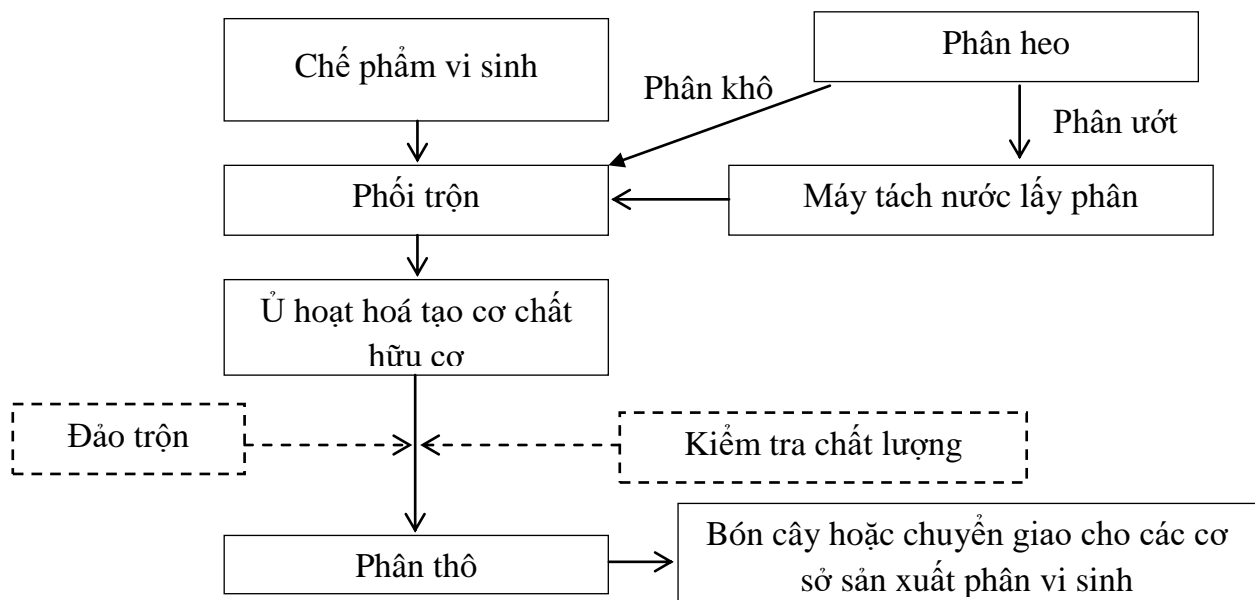 Chế phẩm vi sinh
Phân heo
Phân khô
Phân ướt
Phối trộn
Máy tách nước lấy phân
Ủ hoạt hoá tạo cơ chất
hữu cơ
Đảo trộn
Kiểm tra chất lượng
Phân thô
Bón cây hoặc chuyển giao cho các cơ
sở sản xuất phân vi sinh